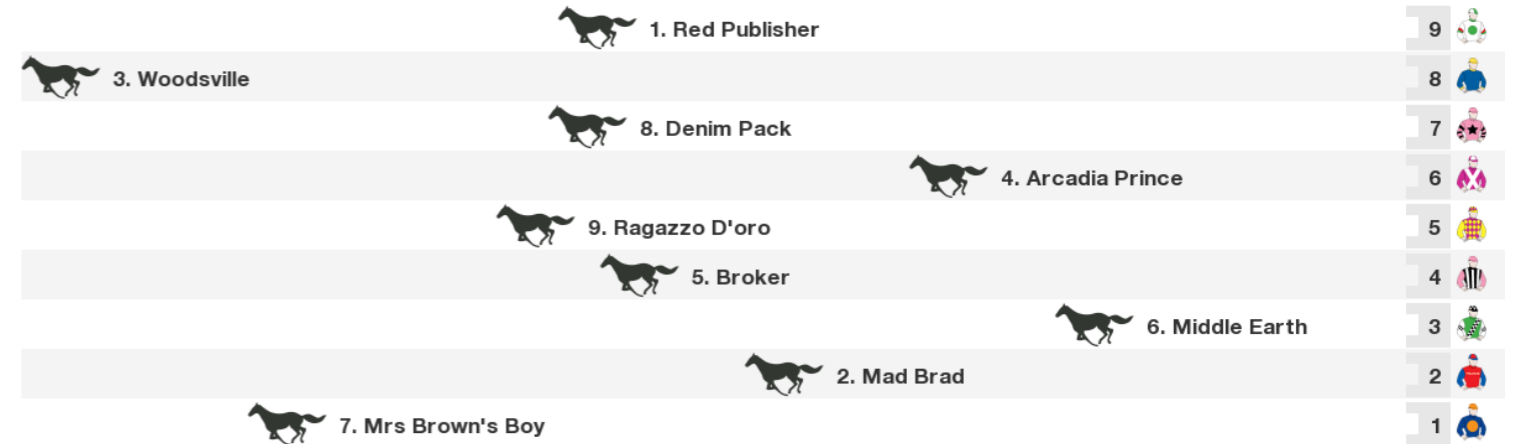 1. Red Publisher 9
3. Woodsville 8
8. Denim Pack 7
4. Arcadia Prince 6
9. Ragazzo D'oro 5
5. Broker 4
6. Middle Earth 3
2. Mad Brad 2
7. Mrs Brown's Boy 1